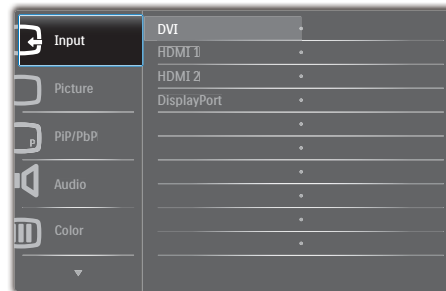 Input
Picture
PiP/PbP
P
Audio
Color
DVI
HDMI 1
HDMI 2
DisplayPort